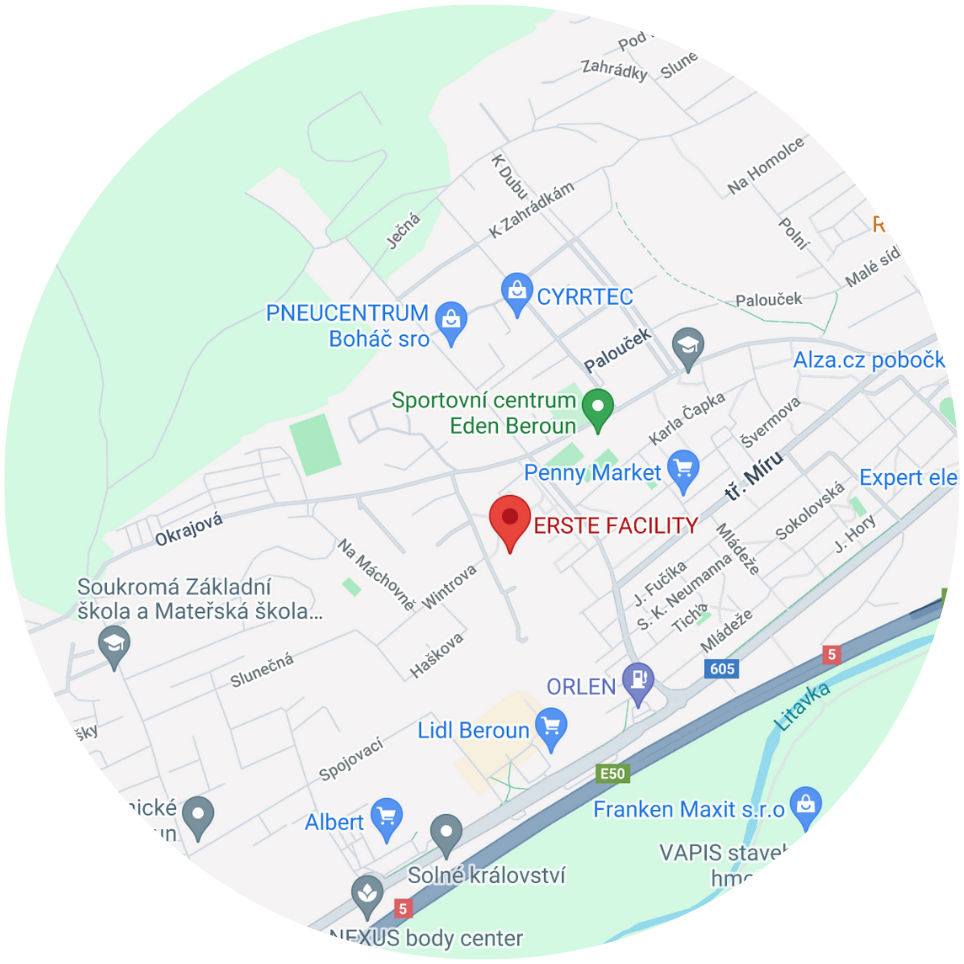 Pod
Zahrádky
Slune
Na Homolce
K Dubu
K Zahrádkám
Ječná
Polní
R
Malé síd
Palouček
CYRRTEC
PNEUCENTRUM
Boháč sro
Palouček
Alza.cz pobočk
Sportovní centrum
Eden Beroun
Karla Čapka
Švermova
Penny Market
tř. Míru
Expert ele
Sokolovská
J. Hory
ERSTE FACILITY
Okrajová
Mládeže
Na Máchovně
Wintrova
J. Fučíka
S. K. Neumanna
Tichá
Mládeže
Soukromá Základní
škola a Mateřská škola...
Haškova
Slunečná
605
5
ORLEN
Litavka
Lidl Beroun
šky
Spojovací
E50
nické
un
Albert
Franken Maxit s.r.o
VAPIS staveb
hmo
Solné království
5
NEXUS body center